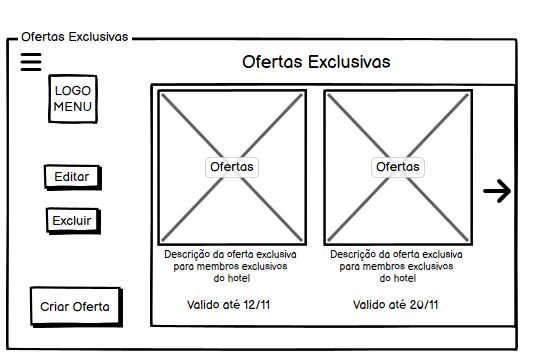 Ofertas Exclusivas
Ofertas Exclusivas
LOGO
MENU
Editar
Excluir
Criar Oferta
Ofertas
Descrição da oferta exclusiva
para membros exclusivos
do hotel
Valido até 12/11
Ofertas
Descrição da oferta exclusiva
para membros exclusivos
do hotel
Valido até 20/11